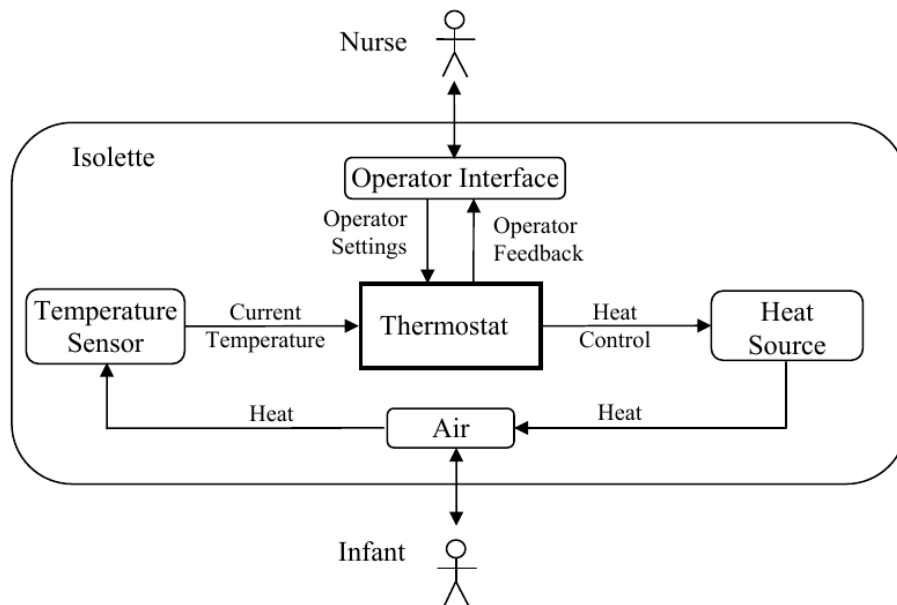 Nurse
Isolette
Operator Interface
Operator
Settings
Operator
Feedback
Temperature
Sensor
Current
Temperature
Thermostat
Heat
Control
Heat
Source
Heat
Air
Heat
Infant